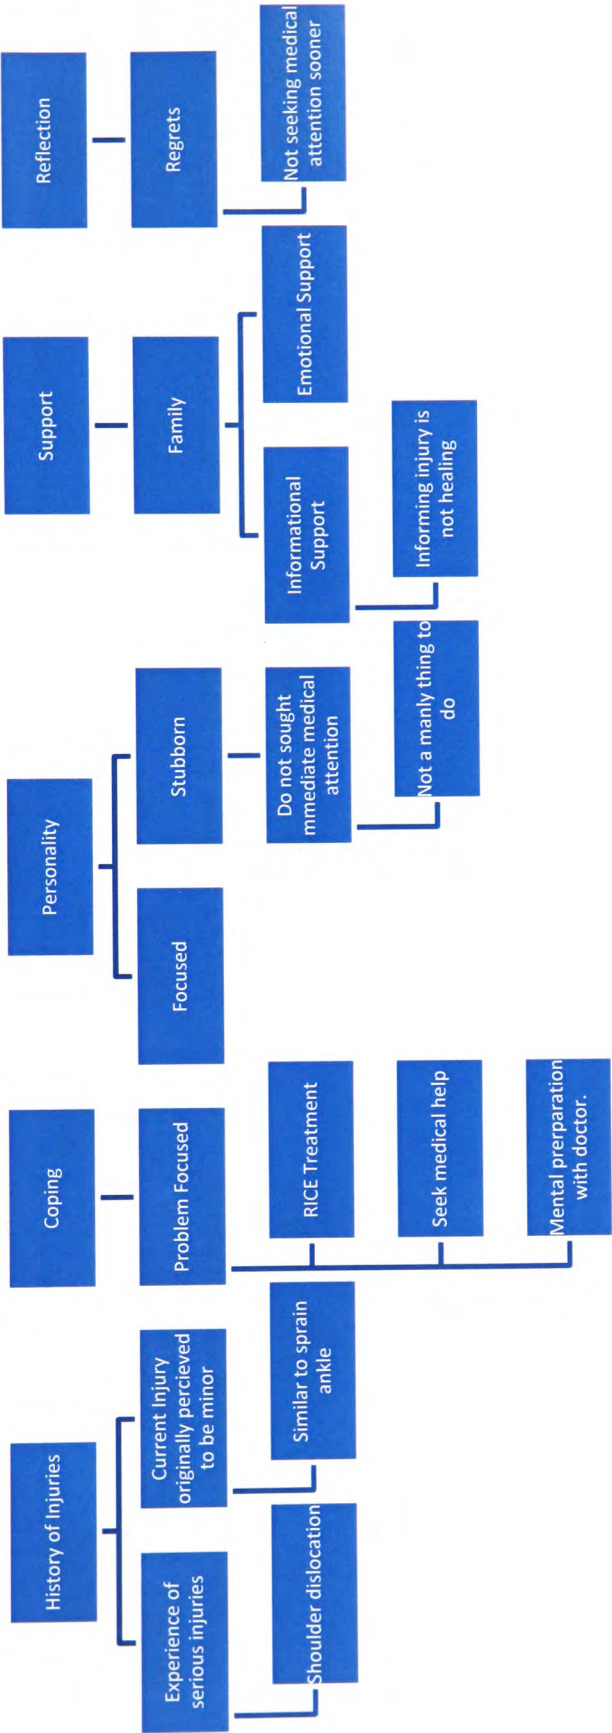 History of Injuries
Experience of
serious injuries
Shoulder dislocation
Current Injury
originally percieved
to be minor
Similar to sprain
ankle
Coping
Problem Focused
RICE Treatment
Seek medical help
Mental prerparation
with doctor.
Personality
Focused
Stubborn
Do not sought
mmediate medical
attention
Not a manly thing to
do
Support
Family
Informational
Support
Informing injury is
not healing
Emotional Support
Reflection
Regrets
Not seeking medical
attention sooner